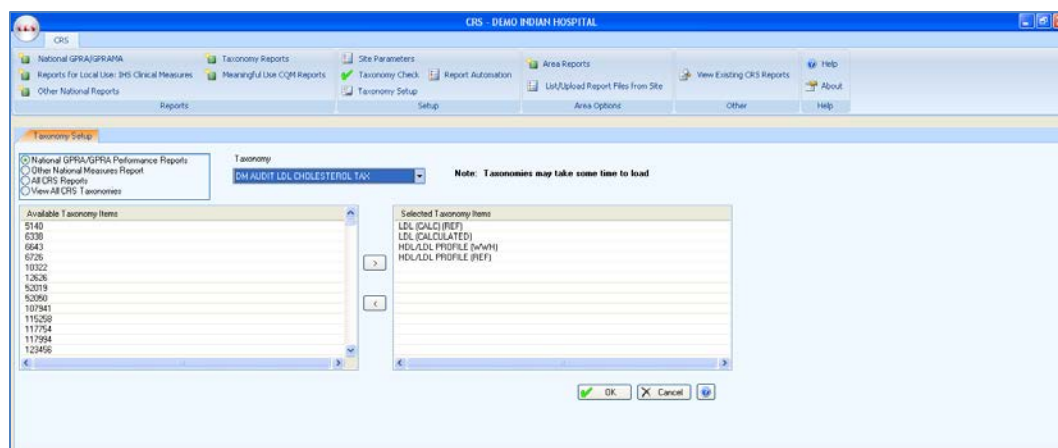 CRS - DEMO INDIAN HOSPITAL
CRS
National GPRA/GPRAMA
Taxonomy Reports
Site Parameters
Area Reports
View Existing CRS Reports
Help
Reports for Local Use: IHS Clinical Measures
Meaningful Use CQM Reports
Taxonomy Check
Report Automation
List/Upload Report Files from Site
About
Other National Reports
Taxonomy Setup
Reports
Setup
Area Options
Other
Help
Taxonomy Setup
National GPRA/GPRA Performance Reports
Other National Measures Report
All CRS Reports
View All CRS Taxonomies
Taxonomy
DM AUDIT LDL CHOLESTEROL TAX
Note: Taxonomies may take some time to load
Available Taxonomy Items
5140
6338
6643
6726
10322
12626
52019
52050
107941
115258
117754
117994
123456
>
<
Selected Taxonomy Items
LDL (CALC) (REF)
LDL (CALCULATED)
HDL/LDL PROFILE (WWH)
HDL/LDL PROFILE (REF)
OK
Cancel